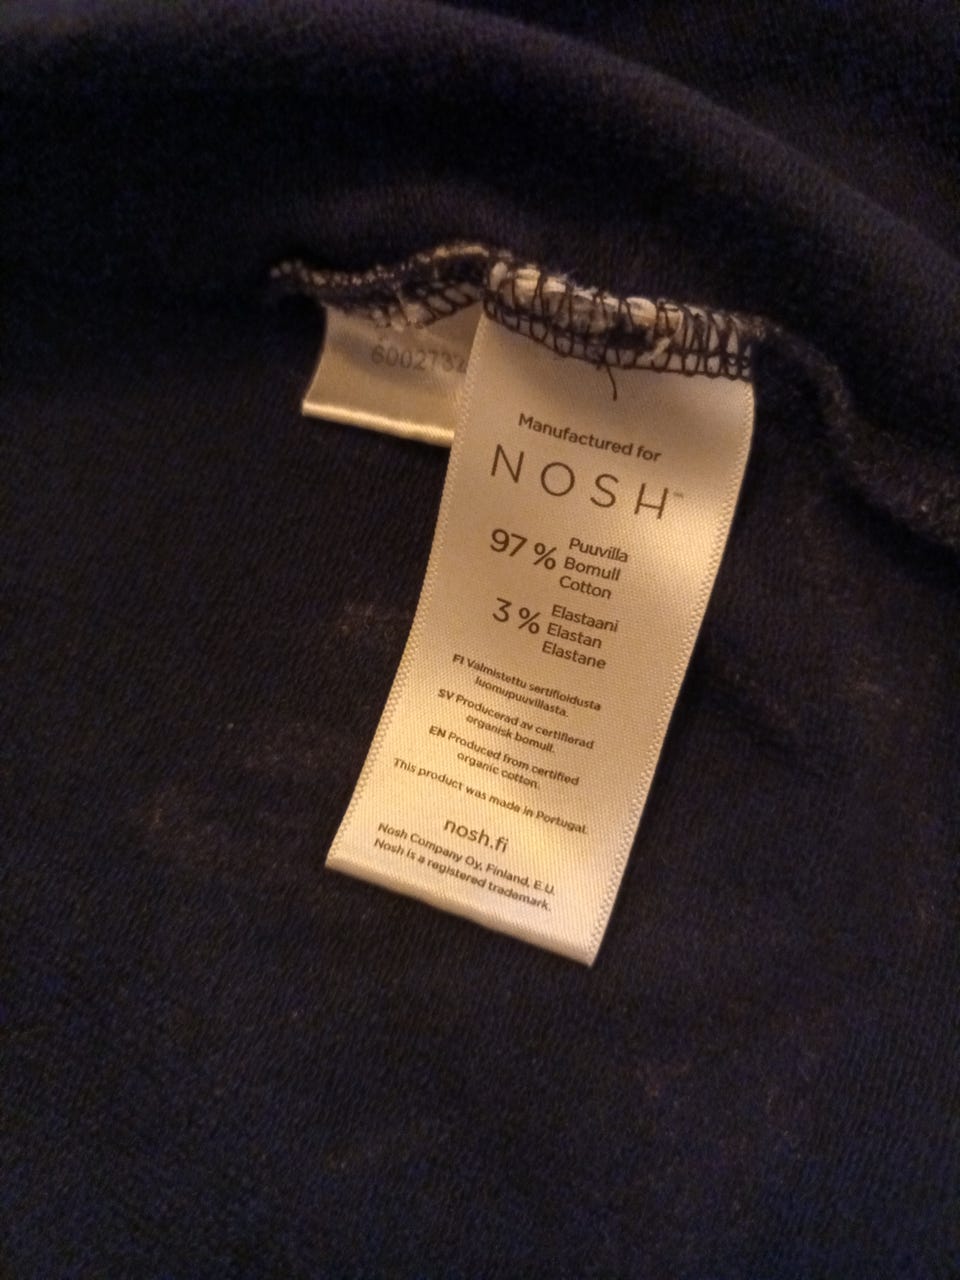 Manufactured for
NOSH™
97 % Puuvilla
Bomull
Cotton
3 % Elastaani
Elastan
Elastane
FI Valmistettu sertifioidusta
luomupuuvillasta.
SV Producerad av certifierad
organisk bomull.
EN Produced from certified
organic cotton.
This product was made in Portugal.
nosh.fi
Nosh Company Oy, Finland, E.U.
Nosh is a registered trademark.